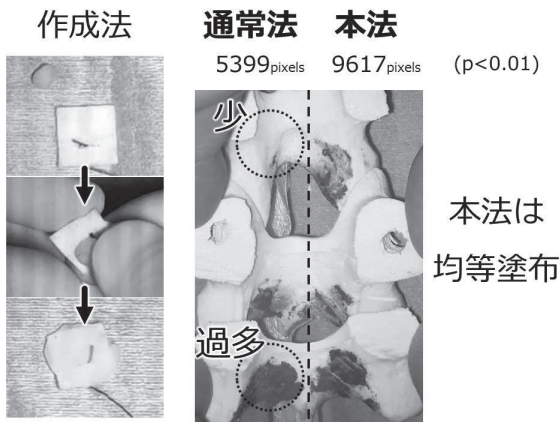 作成法
通常法 本法
5399pixels 9617pixels (p<0.01)
少
過多
本法は
均等塗布